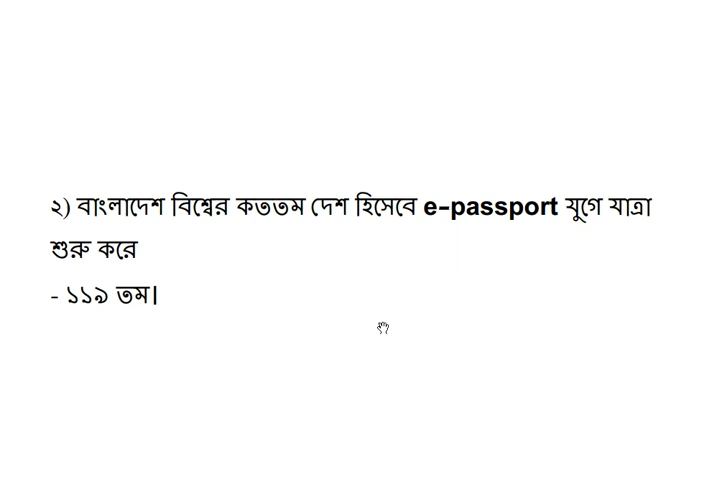 ২) বাংলাদেশ বিশ্বের কততম দেশ হিসেবে e-passport যুগে যাত্রা
শুরু করে
- ১১৯ তম।